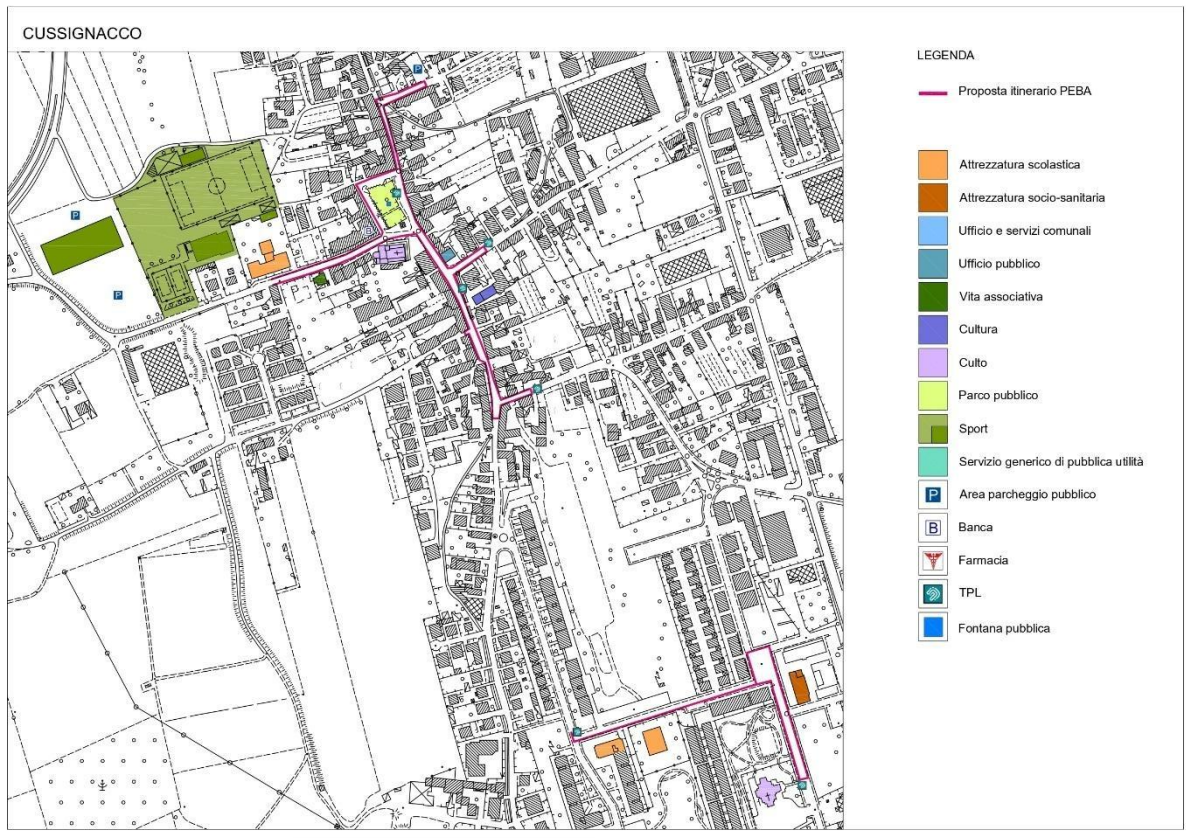 CUSSIGNACCO
LEGENDA
Proposta itinerario PEBA
Attrezzatura scolastica
Attrezzatura socio-sanitaria
Ufficio e servizi comunali
Ufficio pubblico
Vita associativa
Cultura
Culto
Parco pubblico
Sport
Servizio generico di pubblica utilità
P Area parcheggio pubblico
B Banca
Farmacia
TPL
Fontana pubblica
P
P
P
B